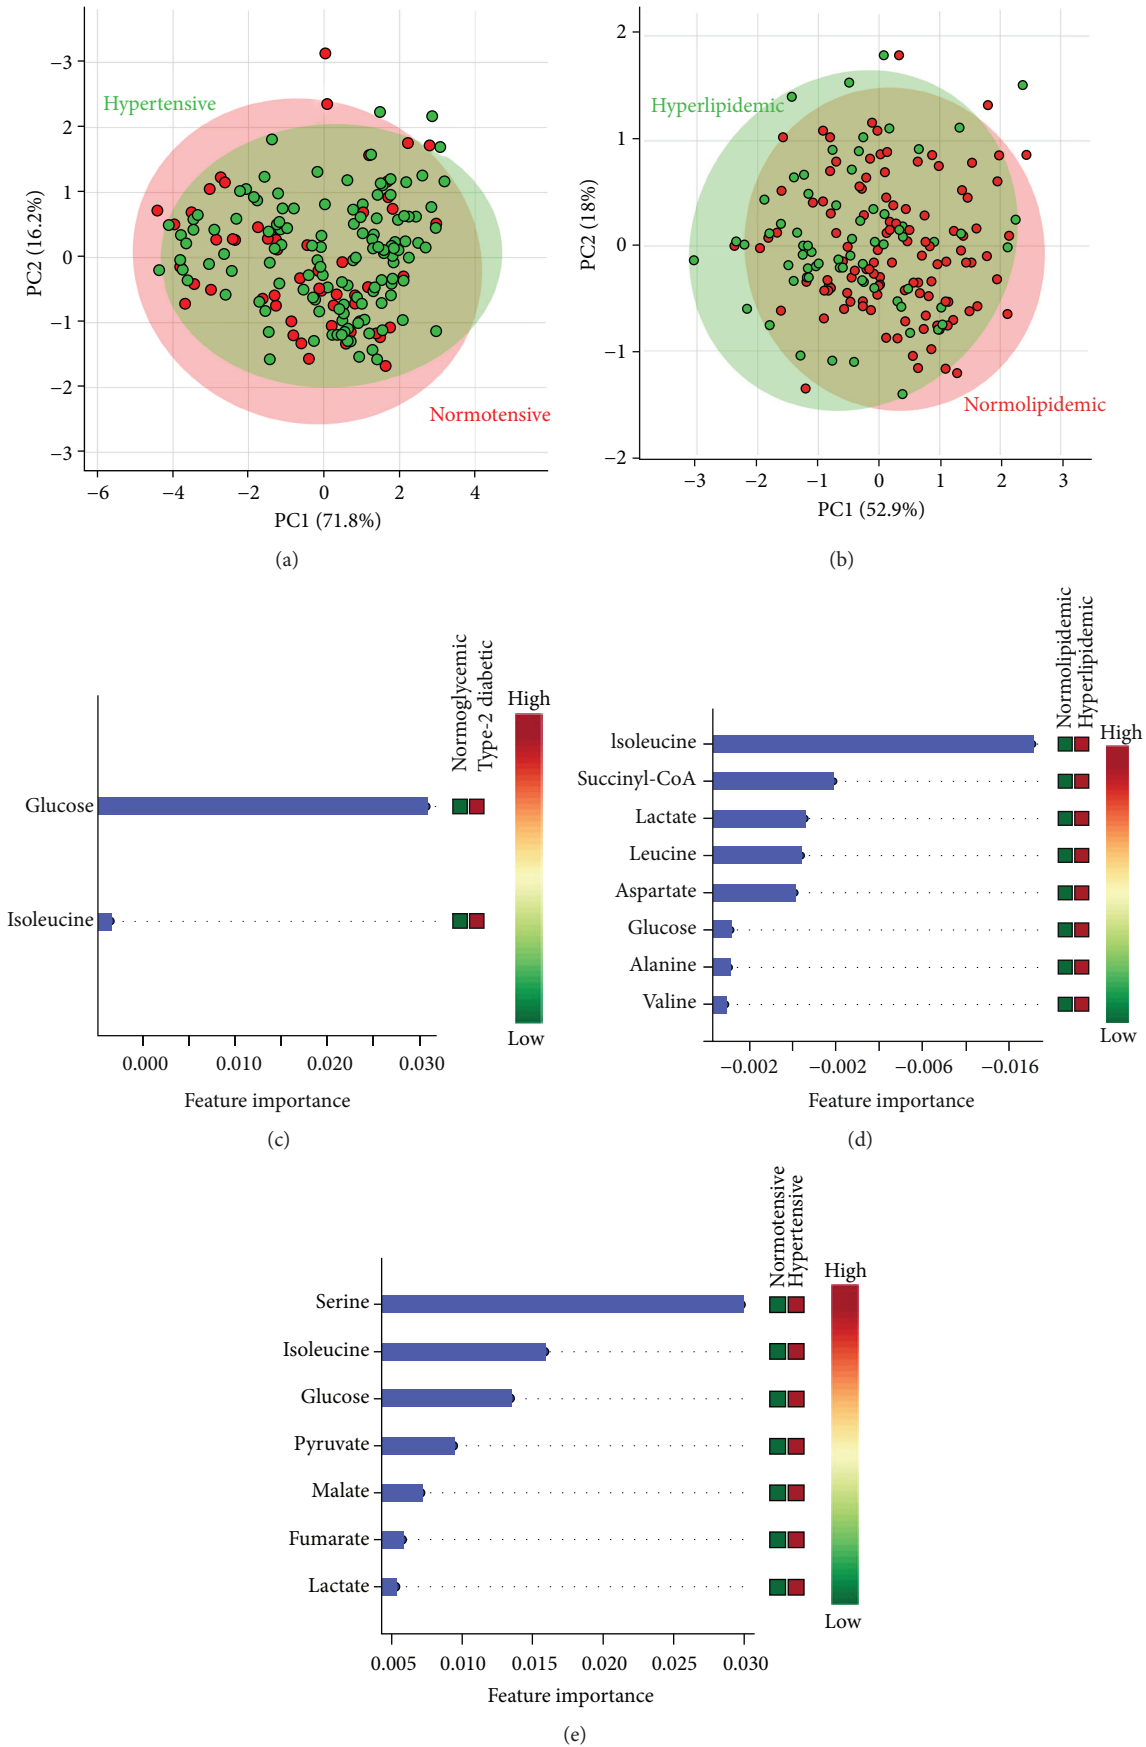 −3
2
1
0
−1
−2
−3
PC2 (16.2%)
Hypertensive
Normotensive
−6 −4 −2 0 2 4
PC1 (71.8%)
(a)
2
1
0
−1
−2
PC2 (18%)
Hyperlipidemic
Normolipidemic
−3 −2 −1 0 1 2 3
PC1 (52.9%)
(b)
Normoglycemic
Type-2 diabetic
High
Glucose
Isoleucine
Low
0.000 0.010 0.020 0.030
Feature importance
(c)
Normolipidemic
Hyperlipidemic
High
Isoleucine
Succinyl-CoA
Lactate
Leucine
Aspartate
Glucose
Alanine
Valine
Low
−0.002 −0.002 −0.006 −0.016
Feature importance
(d)
Normotensive
Hypertensive
High
Serine
Isoleucine
Glucose
Pyruvate
Malate
Fumarate
Lactate
Low
0.005 0.010 0.015 0.020 0.025 0.030
Feature importance
(e)